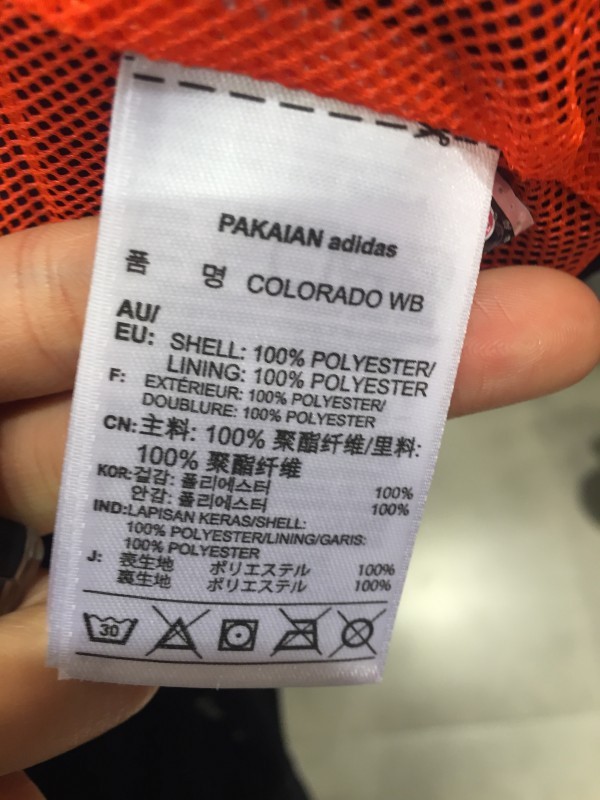 PAKAIAN adidas
품 명 COLORADO WB
AU/
EU: SHELL: 100% POLYESTER/
LINING: 100% POLYESTER
F: EXTÉRIEUR: 100% POLYESTER/
DOUBLURE: 100% POLYESTER
CN:主料: 100% 聚酯纤维/里料:
100% 聚酯纤维
KOR:겉감: 폴리에스터 100%
안감: 폴리에스터 100%
IND:LAPISAN KERAS/SHELL:
100% POLYESTER/LINING/GARIS:
100% POLYESTER
J: 表生地 ポリエステル 100%
裏生地 ポリエステル 100%
30